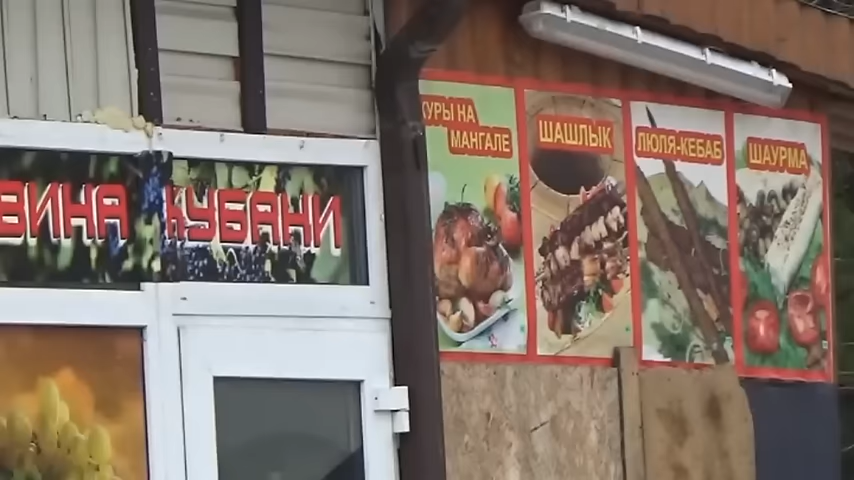 ВИНА КУБАНИ
КУРЫ НА
МАНГАЛЕ
ШАШЛЫК
ЛЮЛЯ-КЕБАБ
ШАУРМА